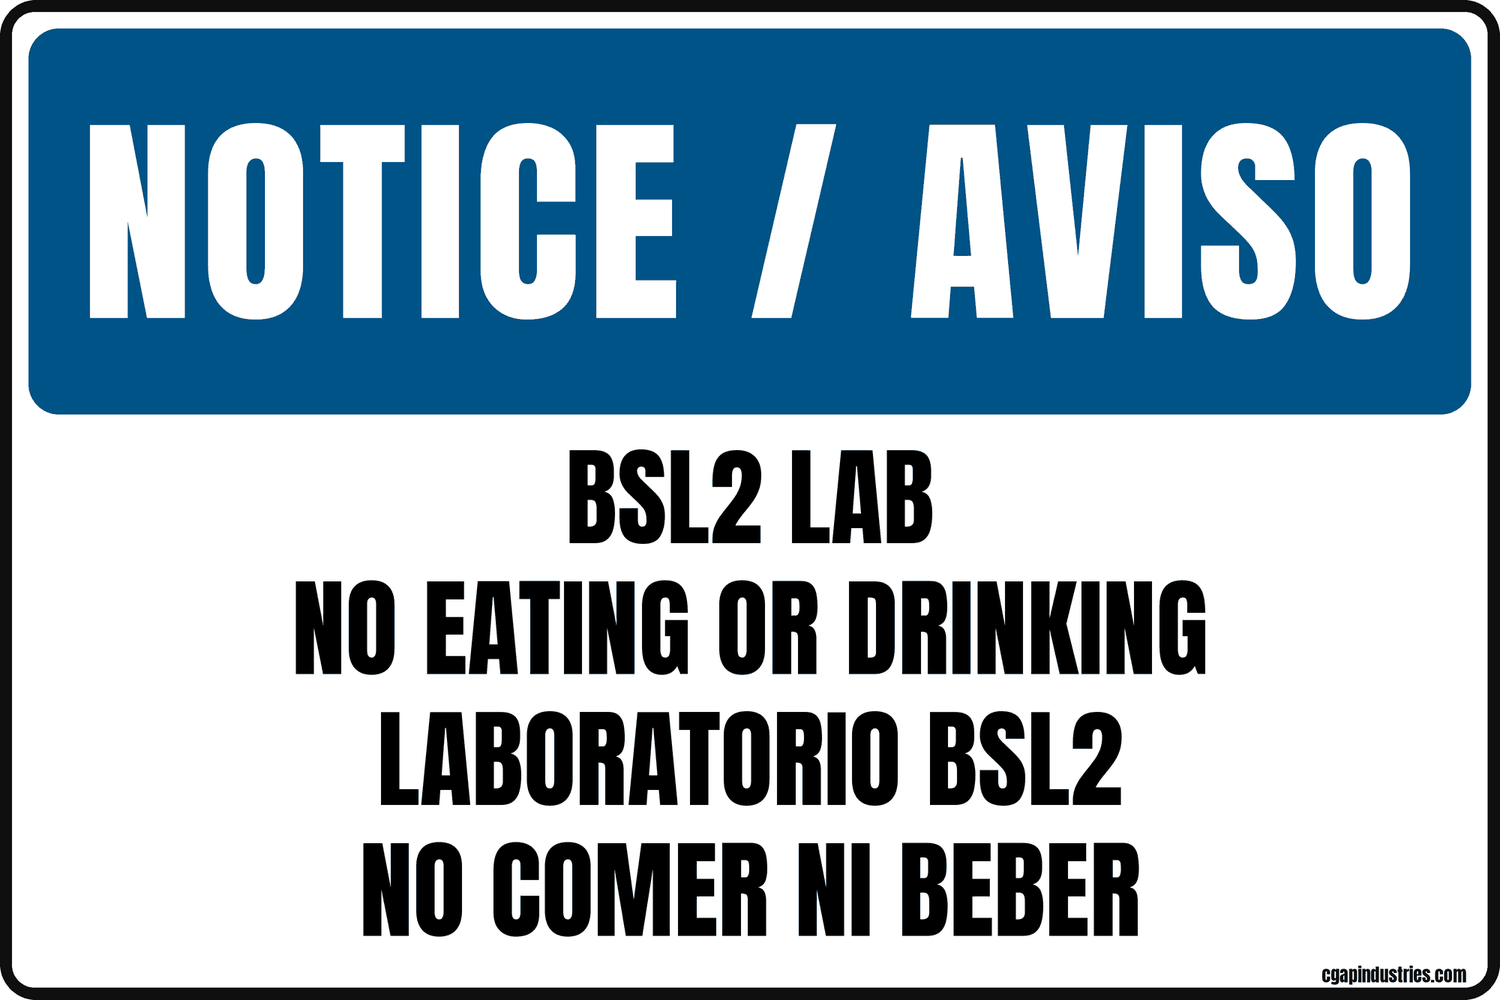 NOTICE / AVISO
BSL2 LAB
NO EATING OR DRINKING
LABORATORIO BSL2
NO COMER NI BEBER
cgapindustries.com